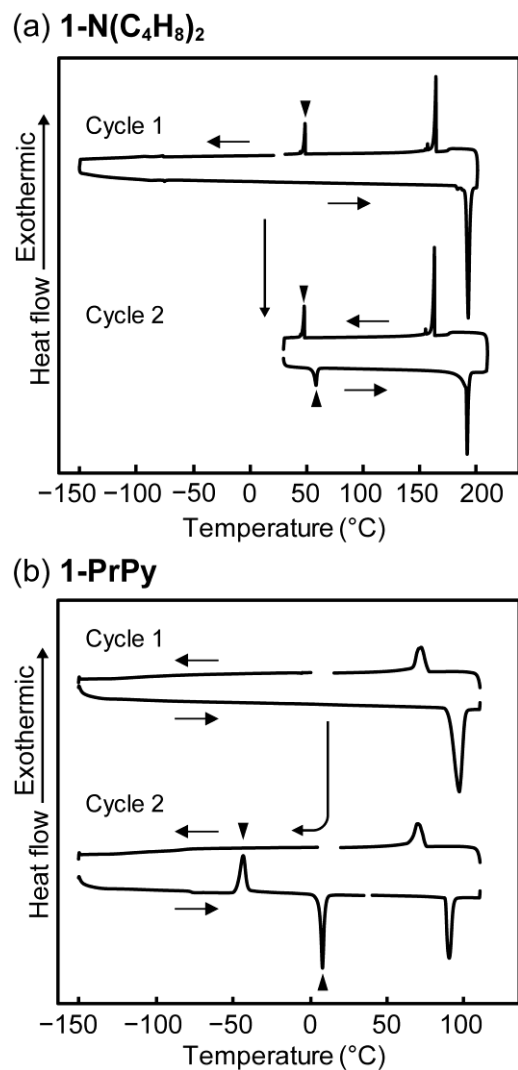 (a) 1-N(C₄H₈)₂
Heat flow Exothermic
Cycle 1
Cycle 2
−150 −100 −50 0 50 100 150 200
Temperature (°C)
(b) 1-PrPy
Heat flow Exothermic
Cycle 1
Cycle 2
−150 −100 −50 0 50 100
Temperature (°C)